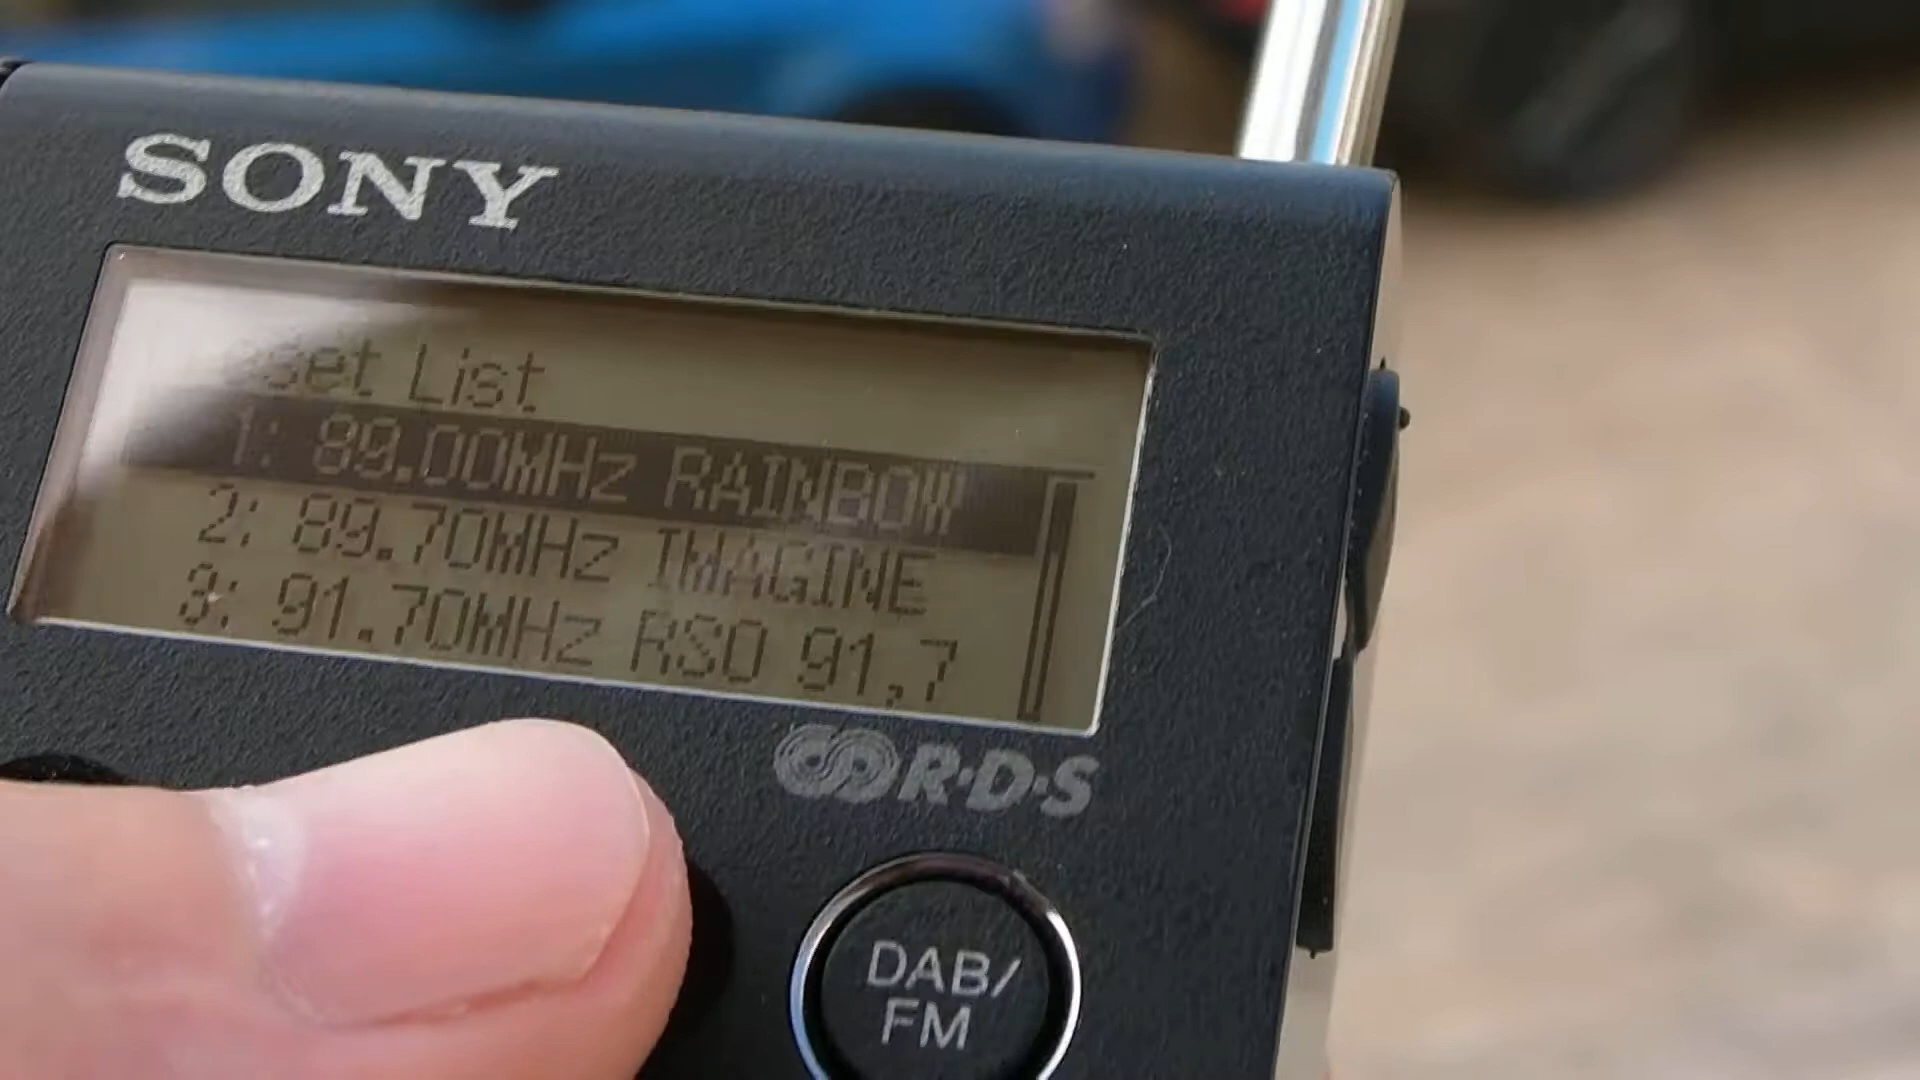 SONY
set List
1: 89.00MHz RAINBOW
2: 89.70MHz IMAGINE
3: 91.70MHz RSO 91,7
R·D·S
DAB/
FM